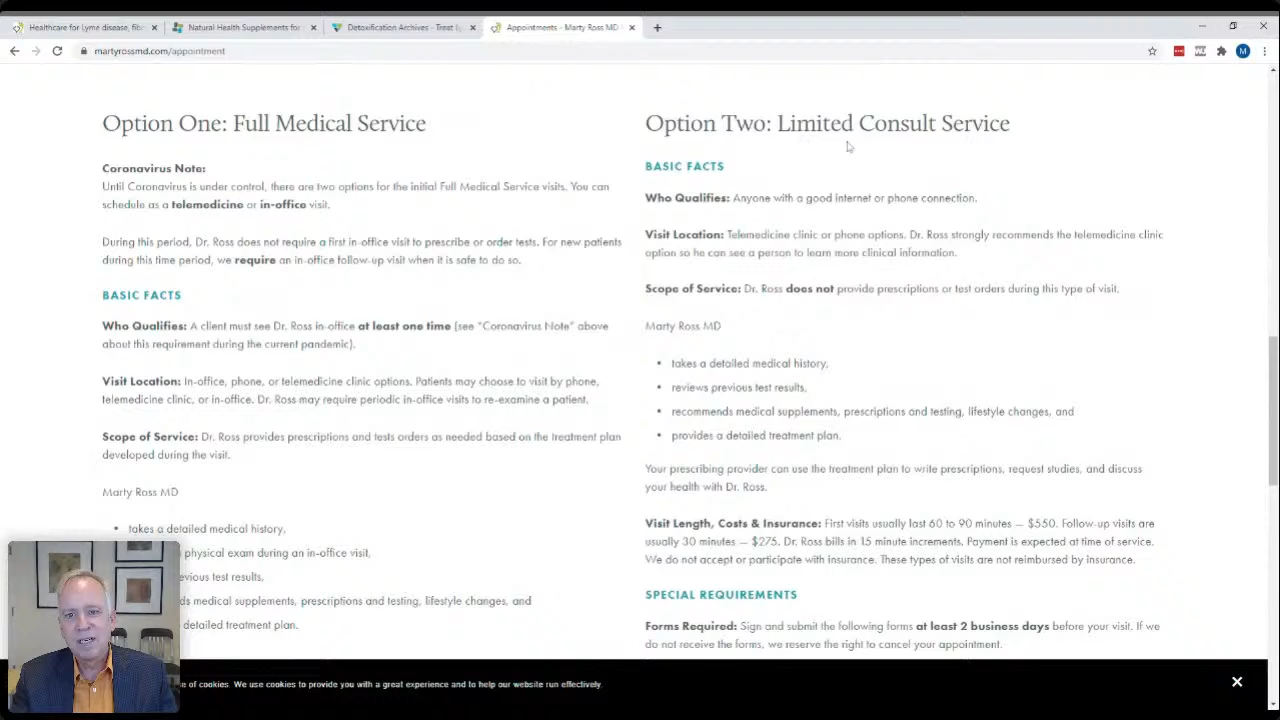 Healthcare for Lyme disease, fib
Natural Health Supplements for
Detoxification Archives - Treat Ly
Appointments - Marty Ross MD
martyrossmd.com/appointment
M
Option One: Full Medical Service
Coronavirus Note:
Until Coronavirus is under control, there are two options for the initial Full Medical Service visits. You can
schedule as a telemedicine or in-office visit.
During this period, Dr. Ross does not require a first in-office visit to prescribe or order tests. For new patients
during this time period, we require an in-office follow-up visit when it is safe to do so.
BASIC FACTS
Who Qualifies: A client must see Dr. Ross in-office at least one time (see "Coronavirus Note" above
about this requirement during the current pandemic).
Visit Location: In-office, phone, or telemedicine clinic options. Patients may choose to visit by phone,
telemedicine clinic, or in-office. Dr. Ross may require periodic in-office visits to re-examine a patient.
Scope of Service: Dr. Ross provides prescriptions and tests orders as needed based on the treatment plan
developed during the visit.
Marty Ross MD
• takes a detailed medical history,
physical exam during an in-office visit,
evious test results,
ds medical supplements, prescriptions and testing, lifestyle changes, and
detailed treatment plan.
Option Two: Limited Consult Service
BASIC FACTS
Who Qualifies: Anyone with a good internet or phone connection.
Visit Location: Telemedicine clinic or phone options. Dr. Ross strongly recommends the telemedicine clinic
option so he can see a person to learn more clinical information.
Scope of Service: Dr. Ross does not provide prescriptions or test orders during this type of visit.
Marty Ross MD
• takes a detailed medical history,
• reviews previous test results,
• recommends medical supplements, prescriptions and testing, lifestyle changes, and
• provides a detailed treatment plan.
Your prescribing provider can use the treatment plan to write prescriptions, request studies, and discuss
your health with Dr. Ross.
Visit Length, Costs & Insurance: First visits usually last 60 to 90 minutes — $550. Follow-up visits are
usually 30 minutes — $275. Dr. Ross bills in 15 minute increments. Payment is expected at time of service.
We do not accept or participate with insurance. These types of visits are not reimbursed by insurance.
SPECIAL REQUIREMENTS
Forms Required: Sign and submit the following forms at least 2 business days before your visit. If we
do not receive the forms, we reserve the right to cancel your appointment.
e of cookies. We use cookies to provide you with a great experience and to help our website run effectively.